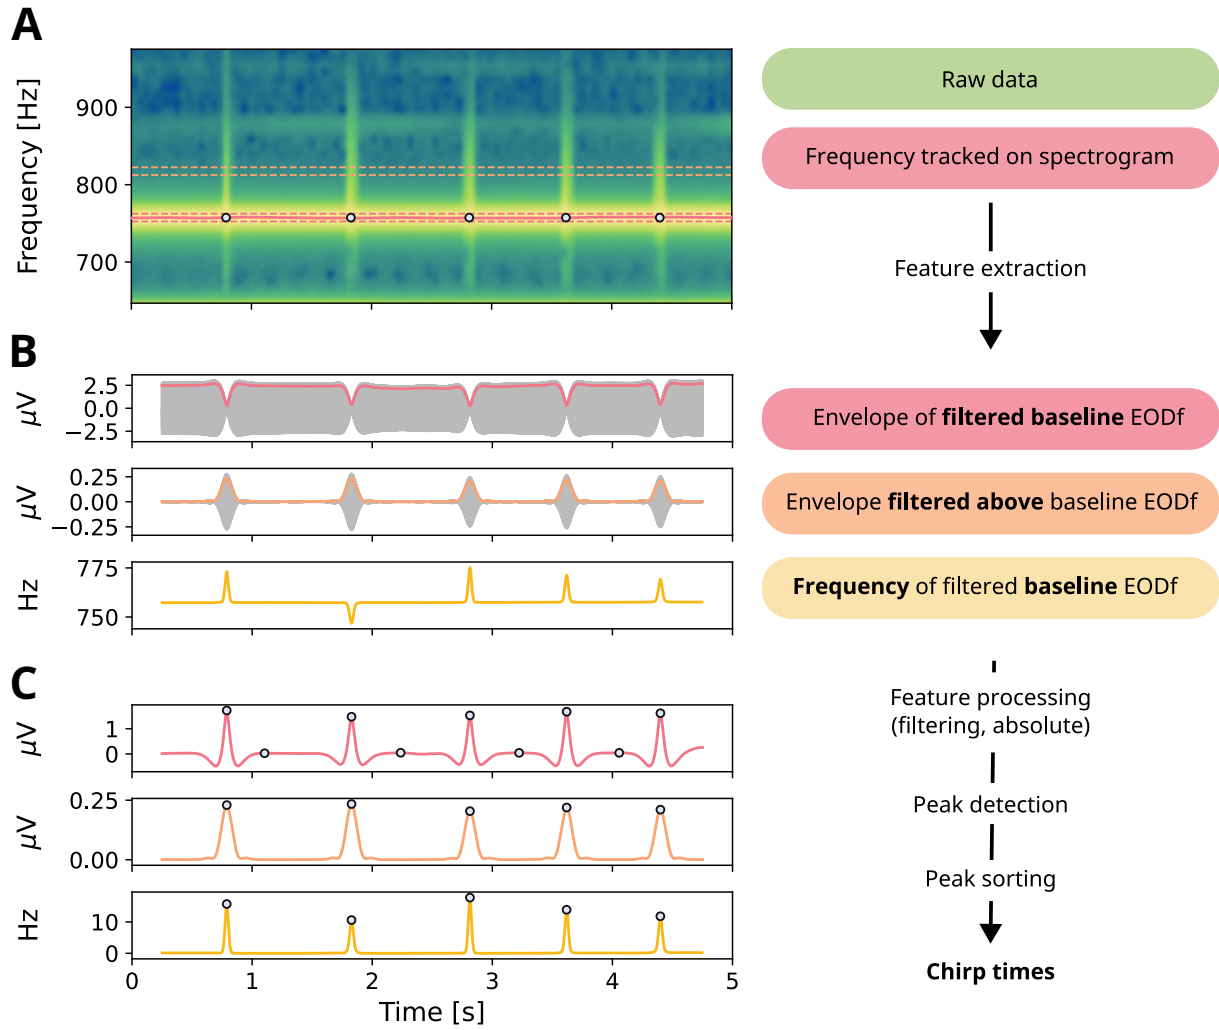 A
Frequency [Hz]
900
800
700
Raw data
Frequency tracked on spectrogram
Feature extraction
B
μV
2.5
0.0
−2.5
Envelope of filtered baseline EODf
μV
0.25
0.00
−0.25
Envelope filtered above baseline EODf
Hz
775
750
Frequency of filtered baseline EODf
C
μV
1
0
Feature processing
(filtering, absolute)
μV
0.25
0.00
Peak detection
Peak sorting
Hz
10
0
0 1 2 3 4 5
Time [s]
Chirp times